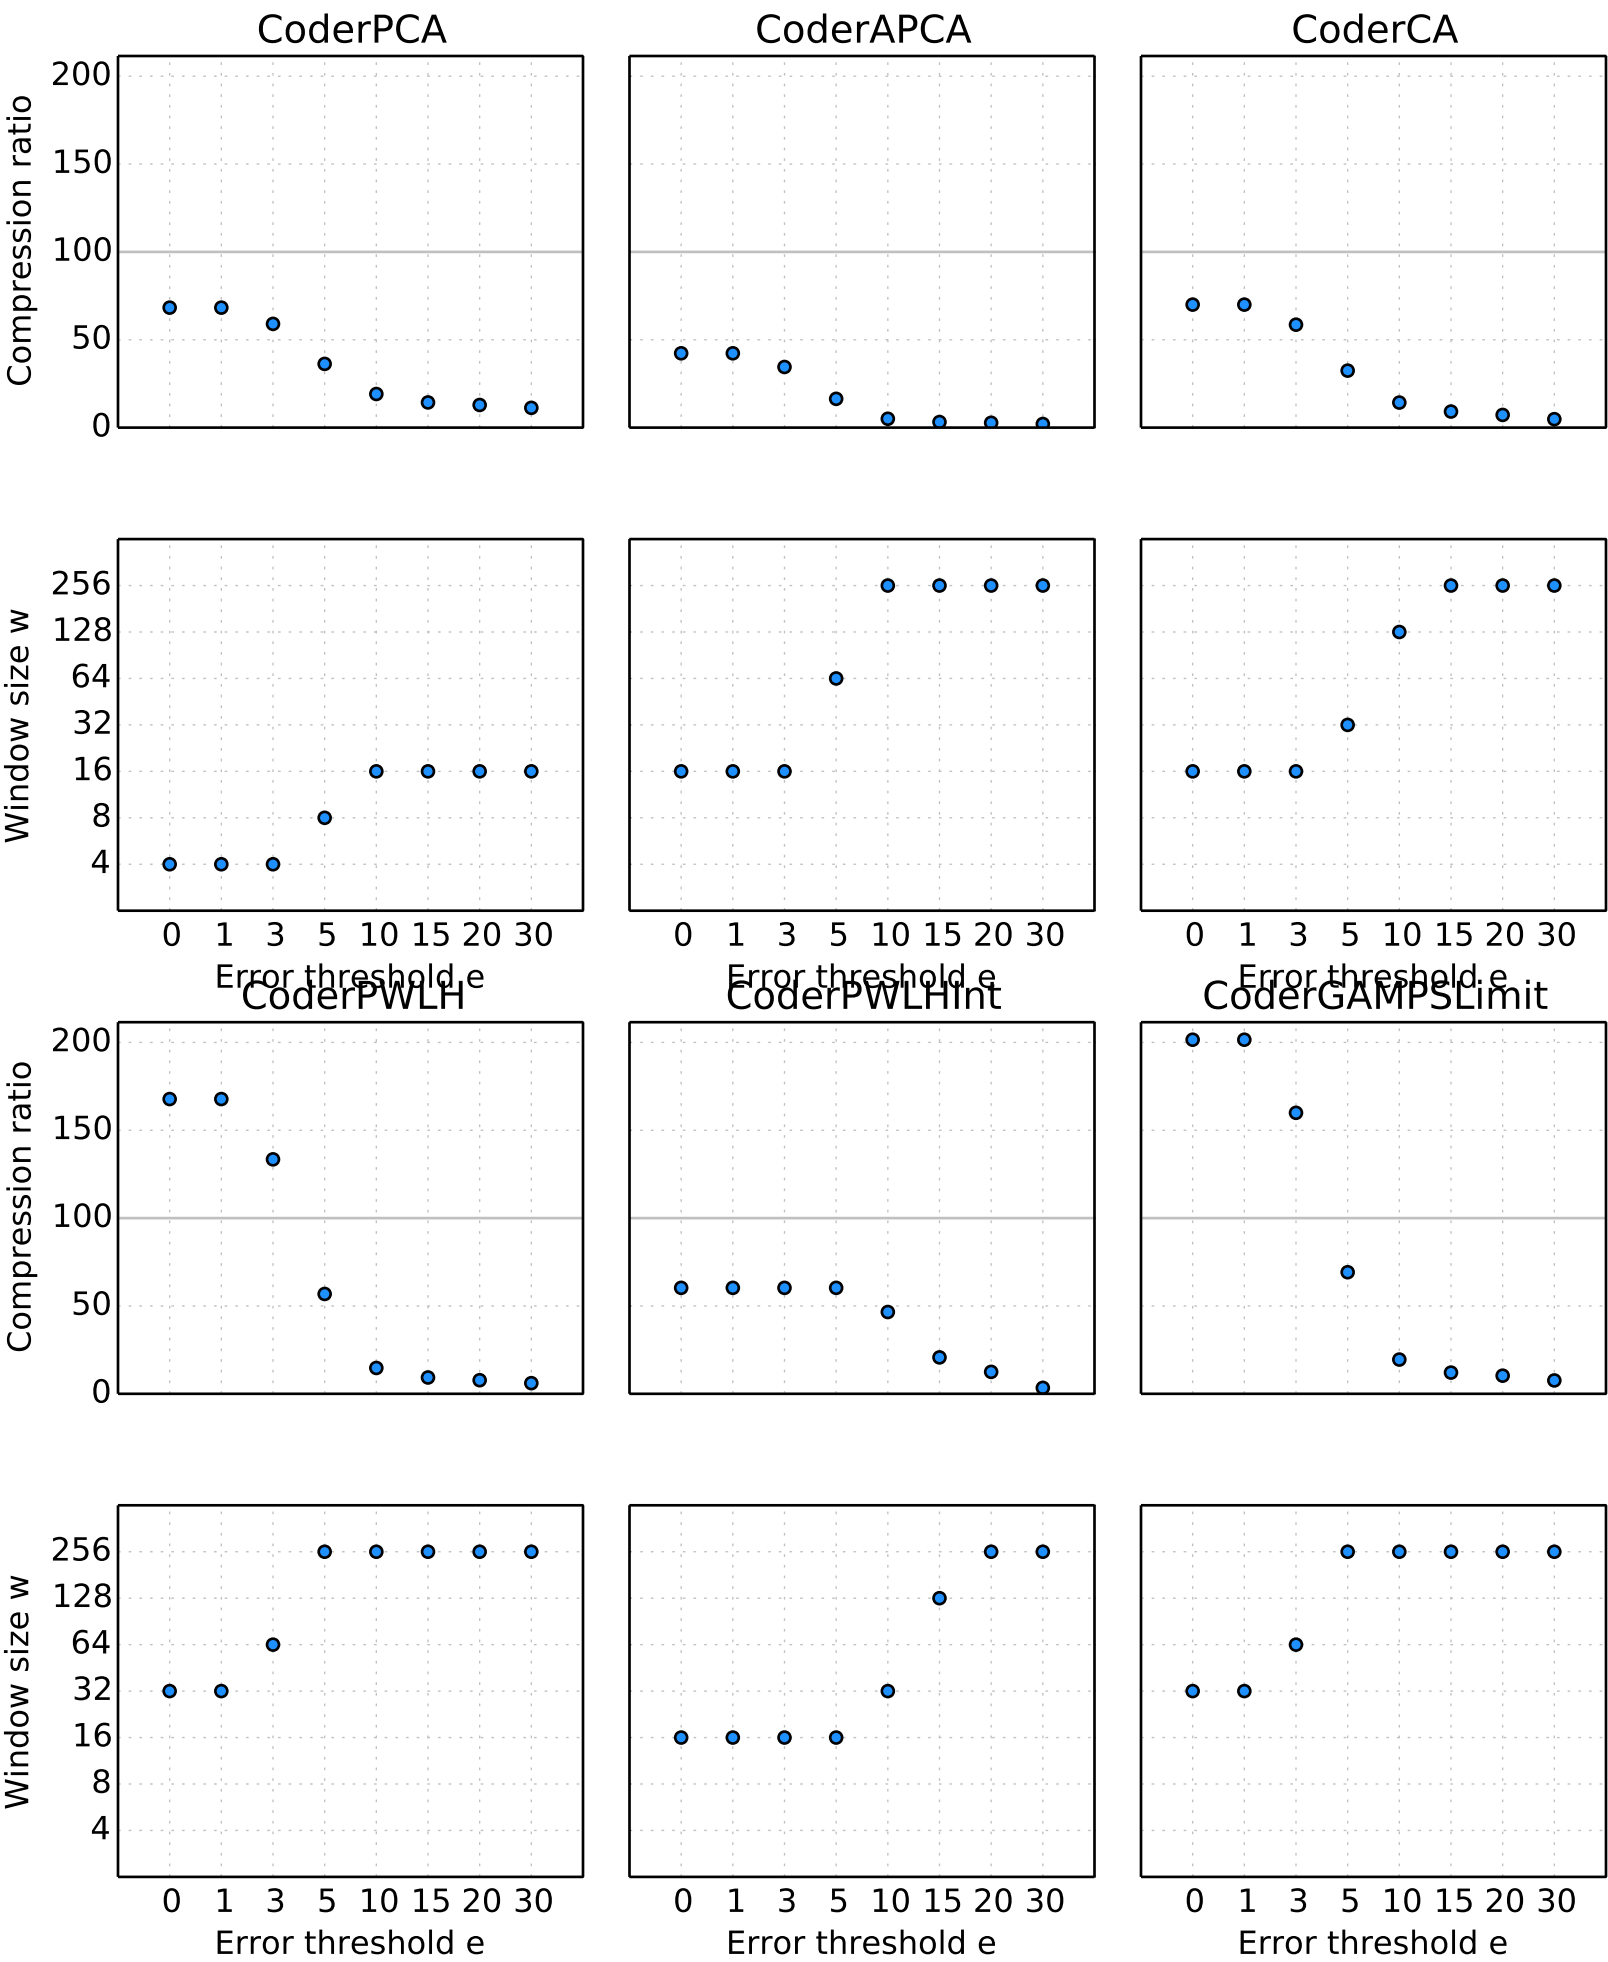 CoderPCA CoderAPCA CoderCA
Compression ratio
200
150
100
50
0
Window size w
256
128
64
32
16
8
4
0 1 3 5 10 15 20 30 0 1 3 5 10 15 20 30 0 1 3 5 10 15 20 30
Error threshold e Error threshold e Error threshold e
CoderPWLH CoderPWLHInt CoderGAMPSLimit
Compression ratio
200
150
100
50
0
Window size w
256
128
64
32
16
8
4
0 1 3 5 10 15 20 30 0 1 3 5 10 15 20 30 0 1 3 5 10 15 20 30
Error threshold e Error threshold e Error threshold e